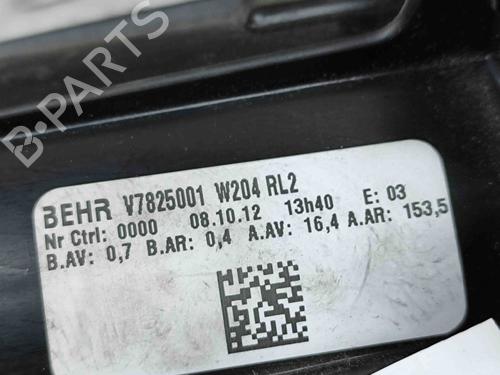 B-PARTS
BEHR V7825001 W204 RL2
Nr Ctrl: 0000 08.10.12 13h40 E: 03
B.AV: 0,7 B.AR: 0,4 A.AV: 16,4 A.AR: 153,5